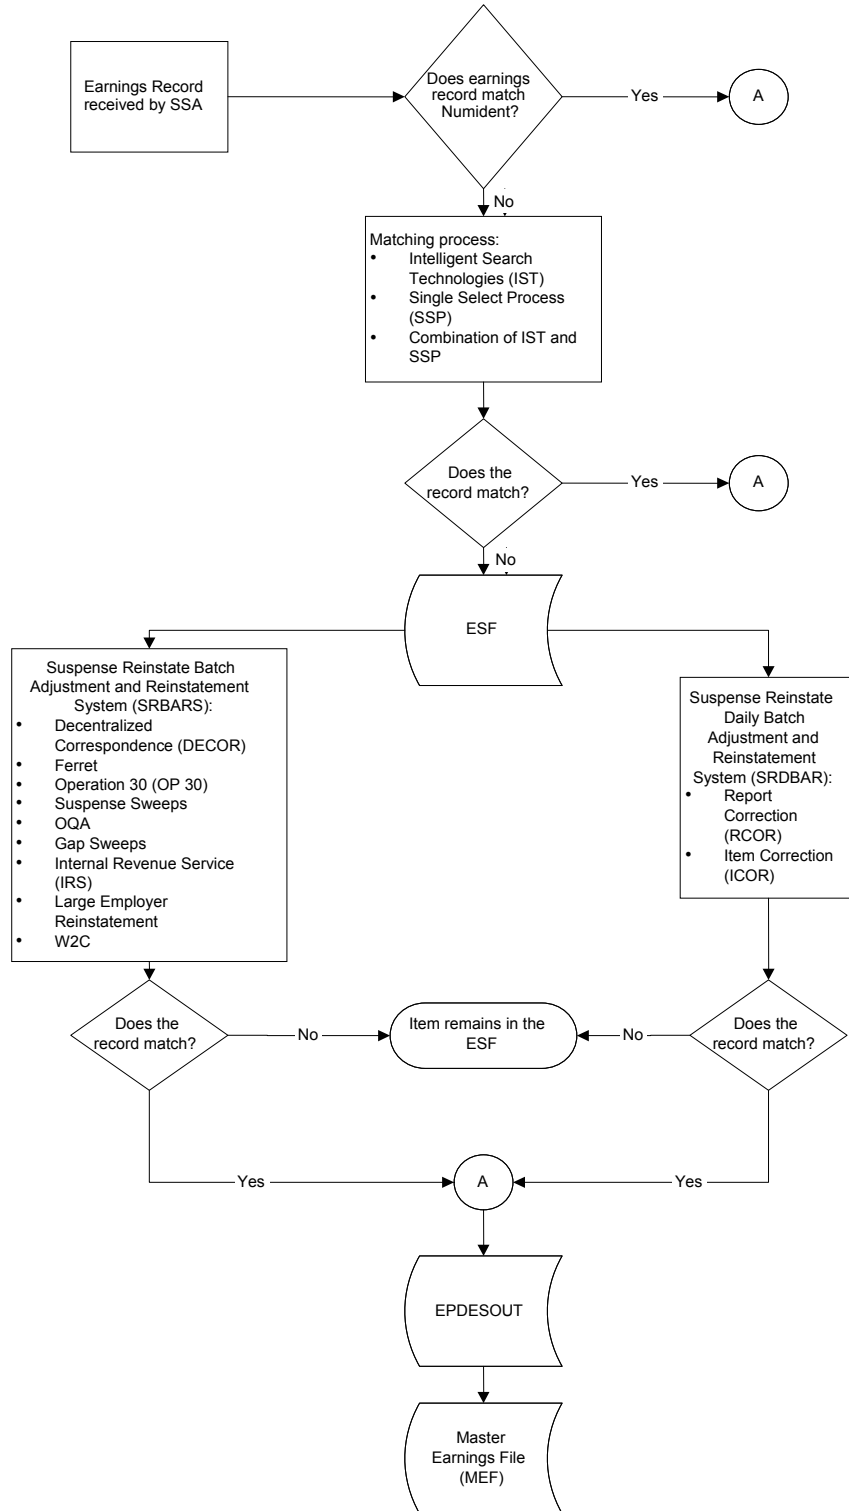 Earnings Record
received by SSA
Does earnings
record match
Numident?
Yes
A
No
Matching process:
• Intelligent Search
Technologies (IST)
• Single Select Process
(SSP)
• Combination of IST and
SSP
Does the
record match?
Yes
A
No
ESF
Suspense Reinstate Batch
Adjustment and Reinstatement
System (SRBARS):
• Decentralized
Correspondence (DECOR)
• Ferret
• Operation 30 (OP 30)
• Suspense Sweeps
• OQA
• Gap Sweeps
• Internal Revenue Service
(IRS)
• Large Employer
Reinstatement
• W2C
Suspense Reinstate
Daily Batch
Adjustment and
Reinstatement
System (SRDBAR):
• Report
Correction
(RCOR)
• Item Correction
(ICOR)
Does the
record match?
No
Item remains in the
ESF
No
Does the
record match?
Yes
A
Yes
EPDESOUT
Master
Earnings File
(MEF)